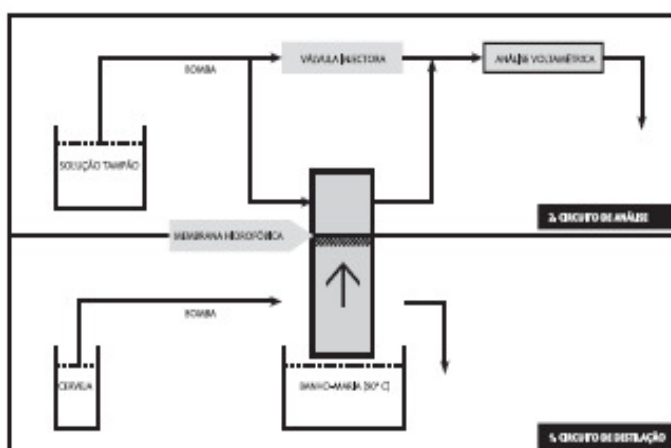 BOMBA
VÁLVULA INJECTORA
ANÁLISE VOLTAMÉTRICA
SOLUÇÃO TAMPÃO
2. CIRCUITO DE ANÁLISE
MEMBRANA HIDROFÓBICA
BOMBA
CERVEJA
BANHO-MARIA (90° C)
1. CIRCUITO DE DESTILAÇÃO